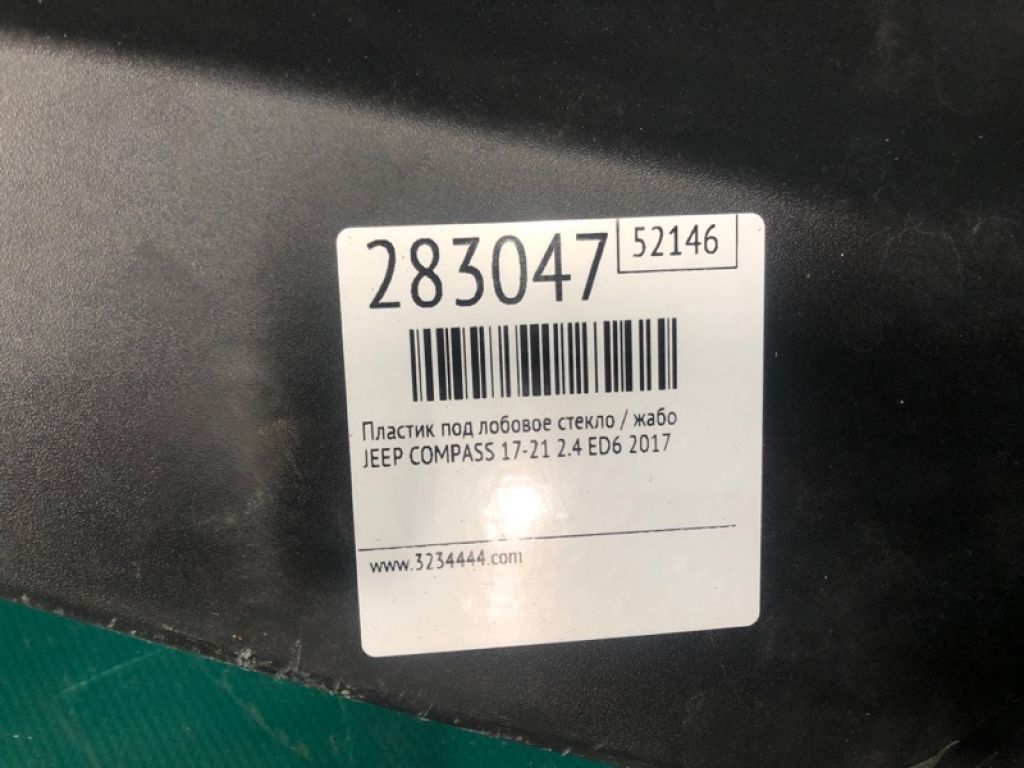 283047
52146
Пластик под лобовое стекло / жабо
JEEP COMPASS 17-21 2.4 ED6 2017
www.3234444.com